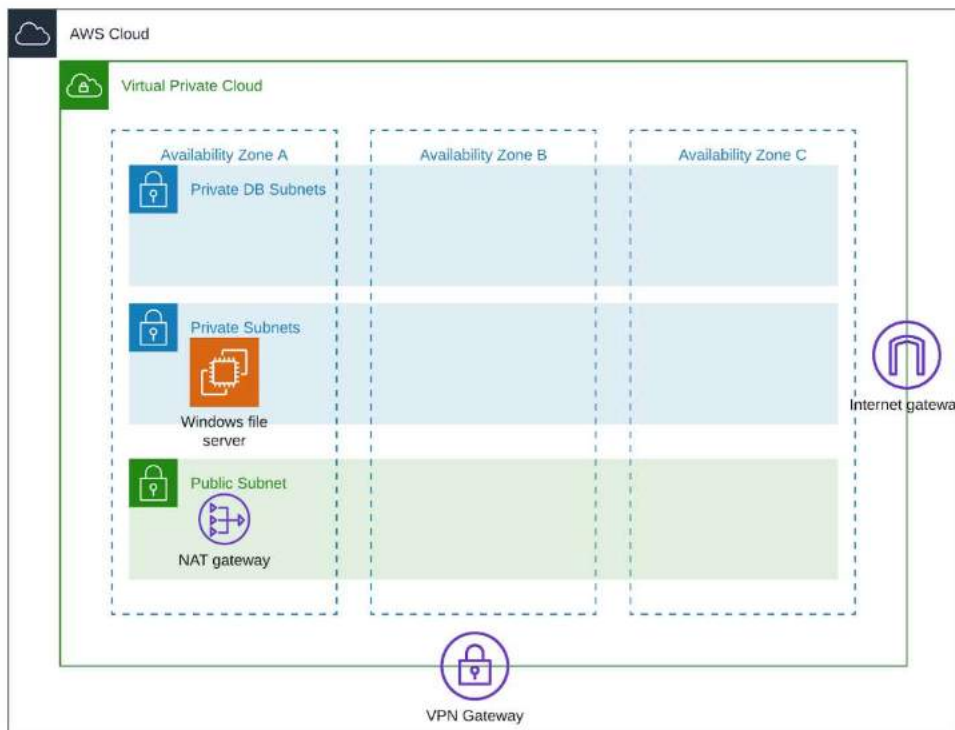 AWS Cloud
Virtual Private Cloud
Availability Zone A
Availability Zone B
Availability Zone C
Private DB Subnets
Private Subnets
Windows file
server
Internet gatewa
Public Subnet
NAT gateway
VPN Gateway